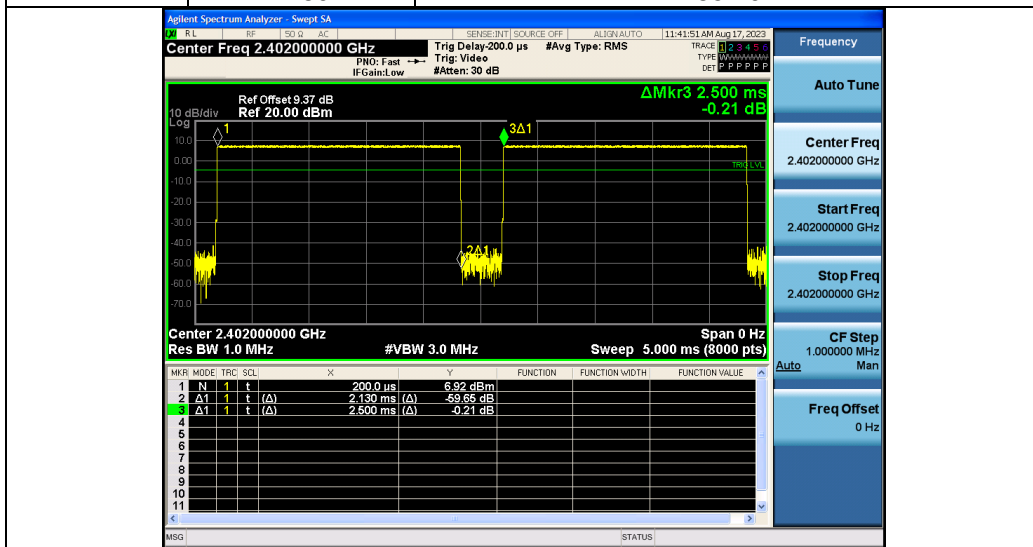 Agilent Spectrum Analyzer - Swept SA
LXI RL RF 50 Ω AC SENSE:INT SOURCE OFF ALIGNAUTO 11:41:51 AM Aug 17, 2023
Center Freq 2.402000000 GHz
PNO: Fast
IFGain:Low
Trig Delay-200.0 µs #Avg Type: RMS
Trig: Video
#Atten: 30 dB
TRACE 1 2 3 4 5 6
TYPE WWWWWW
DET P P P P P P
Frequency
Auto Tune
Center Freq
2.402000000 GHz
Start Freq
2.402000000 GHz
Stop Freq
2.402000000 GHz
CF Step
1.000000 MHz
Auto Man
Freq Offset
0 Hz
ΔMkr3 2.500 ms
-0.21 dB
Ref Offset 9.37 dB
10 dB/div Ref 20.00 dBm
Log
1
3Δ1
10.0
0.00
TRIG LVL
-10.0
-20.0
-30.0
-40.0
2Δ1
-50.0
-60.0
-70.0
Center 2.402000000 GHz Span 0 Hz
Res BW 1.0 MHz #VBW 3.0 MHz Sweep 5.000 ms (8000 pts)
MKR MODE TRC SCL X Y FUNCTION FUNCTION WIDTH FUNCTION VALUE
1 N 1 t 200.0 µs 6.92 dBm
2 Δ1 1 t (Δ) 2.130 ms (Δ) -59.65 dB
3 Δ1 1 t (Δ) 2.500 ms (Δ) -0.21 dB
4
5
6
7
8
9
10
11
MSG STATUS